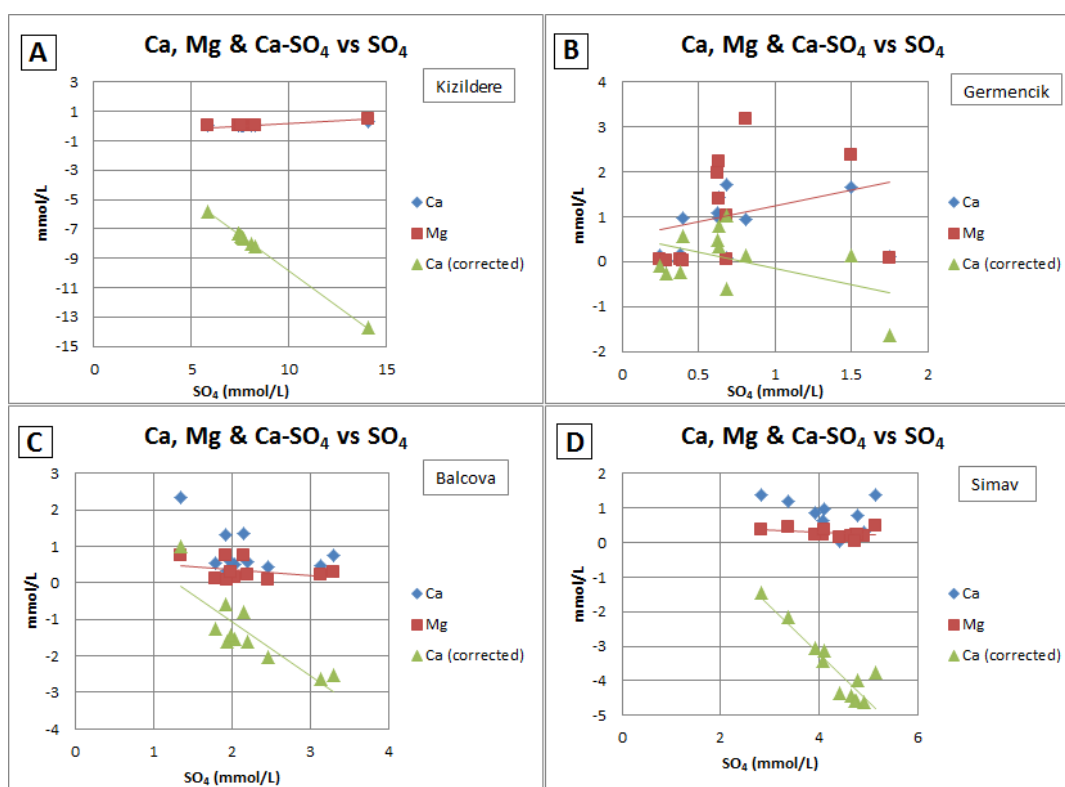 A
Ca, Mg & Ca-SO₄ vs SO₄
Kizildere
3
1
-1
-3
-5
-7
-9
-11
-13
-15
mmol/L
0
5
10
15
SO₄ (mmol/L)
Ca
Mg
Ca (corrected)
B
Ca, Mg & Ca-SO₄ vs SO₄
Germencik
4
3
2
1
0
-1
-2
mmol/L
0.5
1
1.5
2
SO₄ (mmol/L)
Ca
Mg
Ca (corrected)
C
Ca, Mg & Ca-SO₄ vs SO₄
Balcova
3
2
1
0
-1
-2
-3
-4
mmol/L
0
1
2
3
4
SO₄ (mmol/L)
Ca
Mg
Ca (corrected)
D
Ca, Mg & Ca-SO₄ vs SO₄
Simav
2
1
0
-1
-2
-3
-4
-5
mmol/L
0
2
4
6
SO₄ (mmol/L)
Ca
Mg
Ca (corrected)